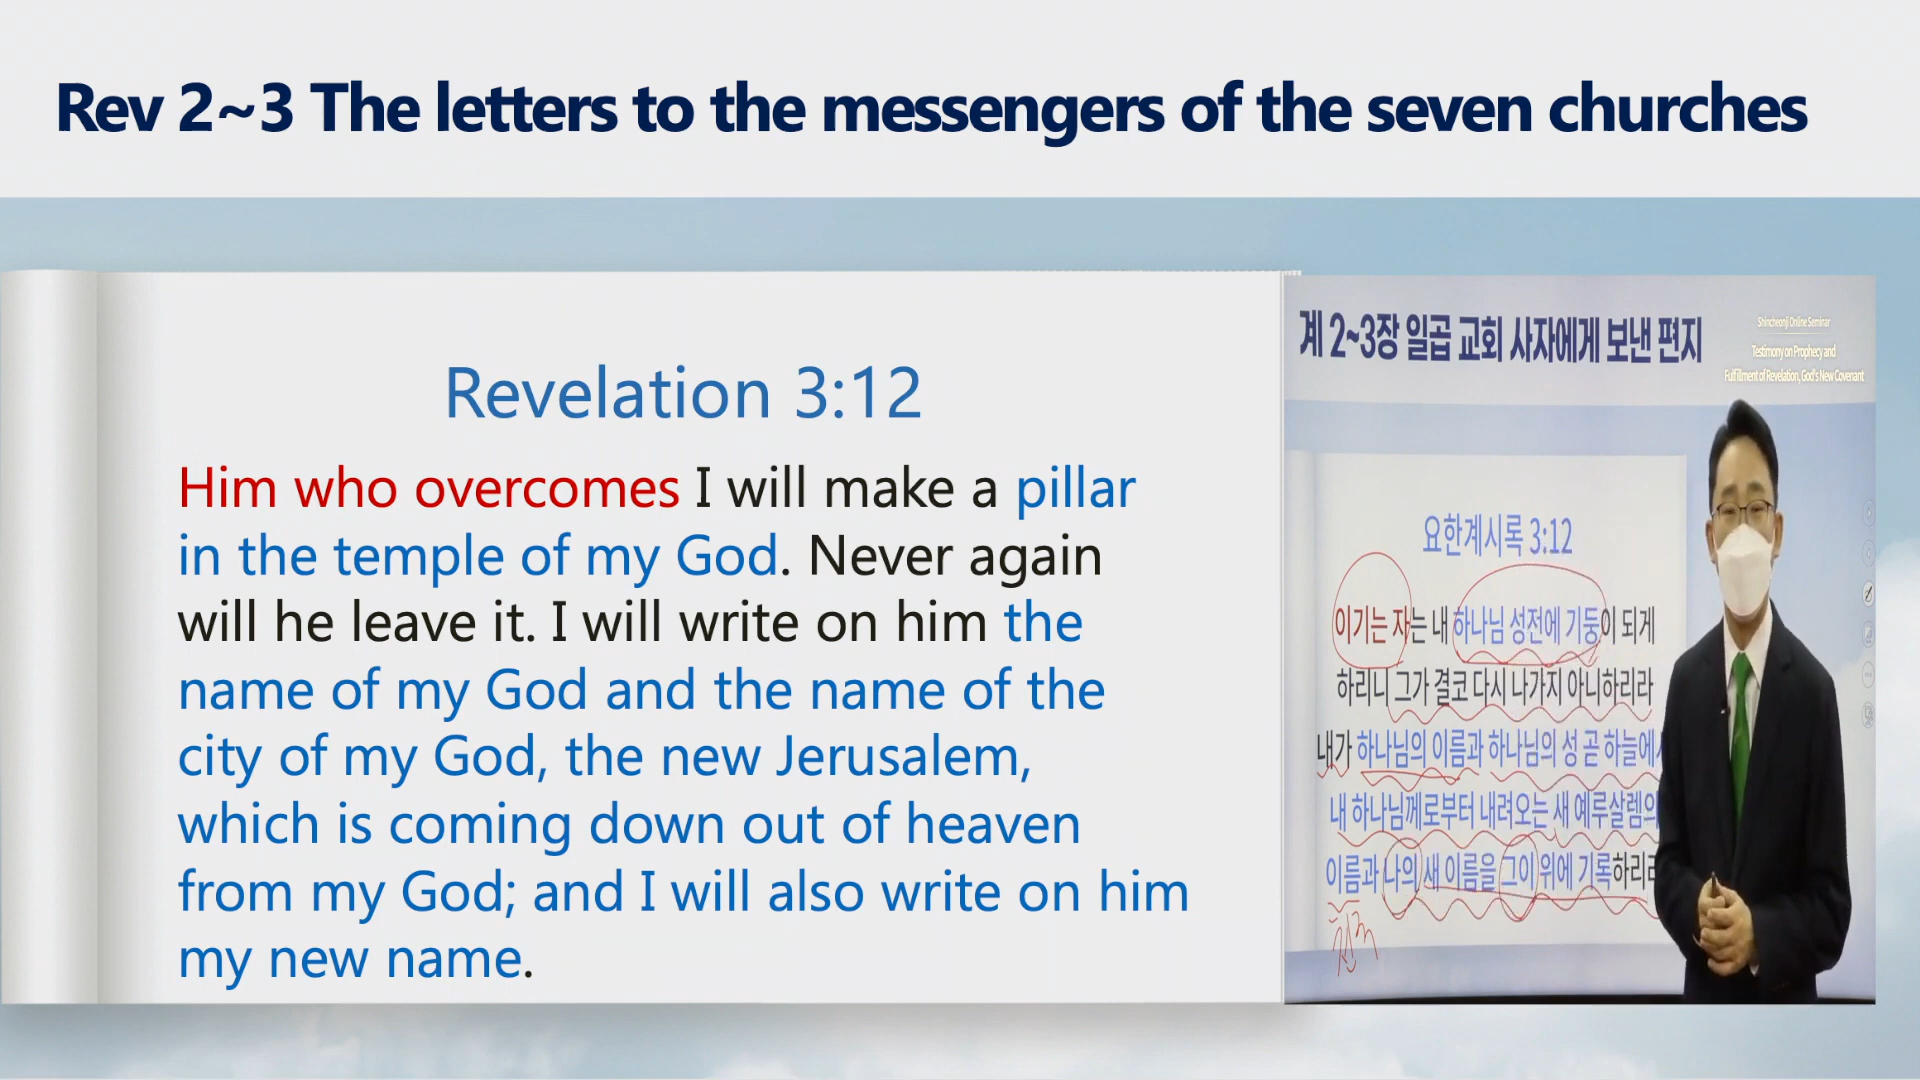 Rev 2~3 The letters to the messengers of the seven churches
Revelation 3:12
Him who overcomes I will make a pillar
in the temple of my God. Never again
will he leave it. I will write on him the
name of my God and the name of the
city of my God, the new Jerusalem,
which is coming down out of heaven
from my God; and I will also write on him
my new name.
계 2~3장 일곱 교회 사자에게 보낸 편지
Shincheonji Online Seminar
Testimony on Prophecy and
Fulfillment of Revelation, God's New Covenant
요한계시록 3:12
이기는 자는 내 하나님 성전에 기둥이 되게
하리니 그가 결코 다시 나가지 아니하리라
내가 하나님의 이름과 하나님의 성 곧 하늘에서
내 하나님께로부터 내려오는 새 예루살렘의
이름과 나의 새 이름을 그이 위에 기록하리라